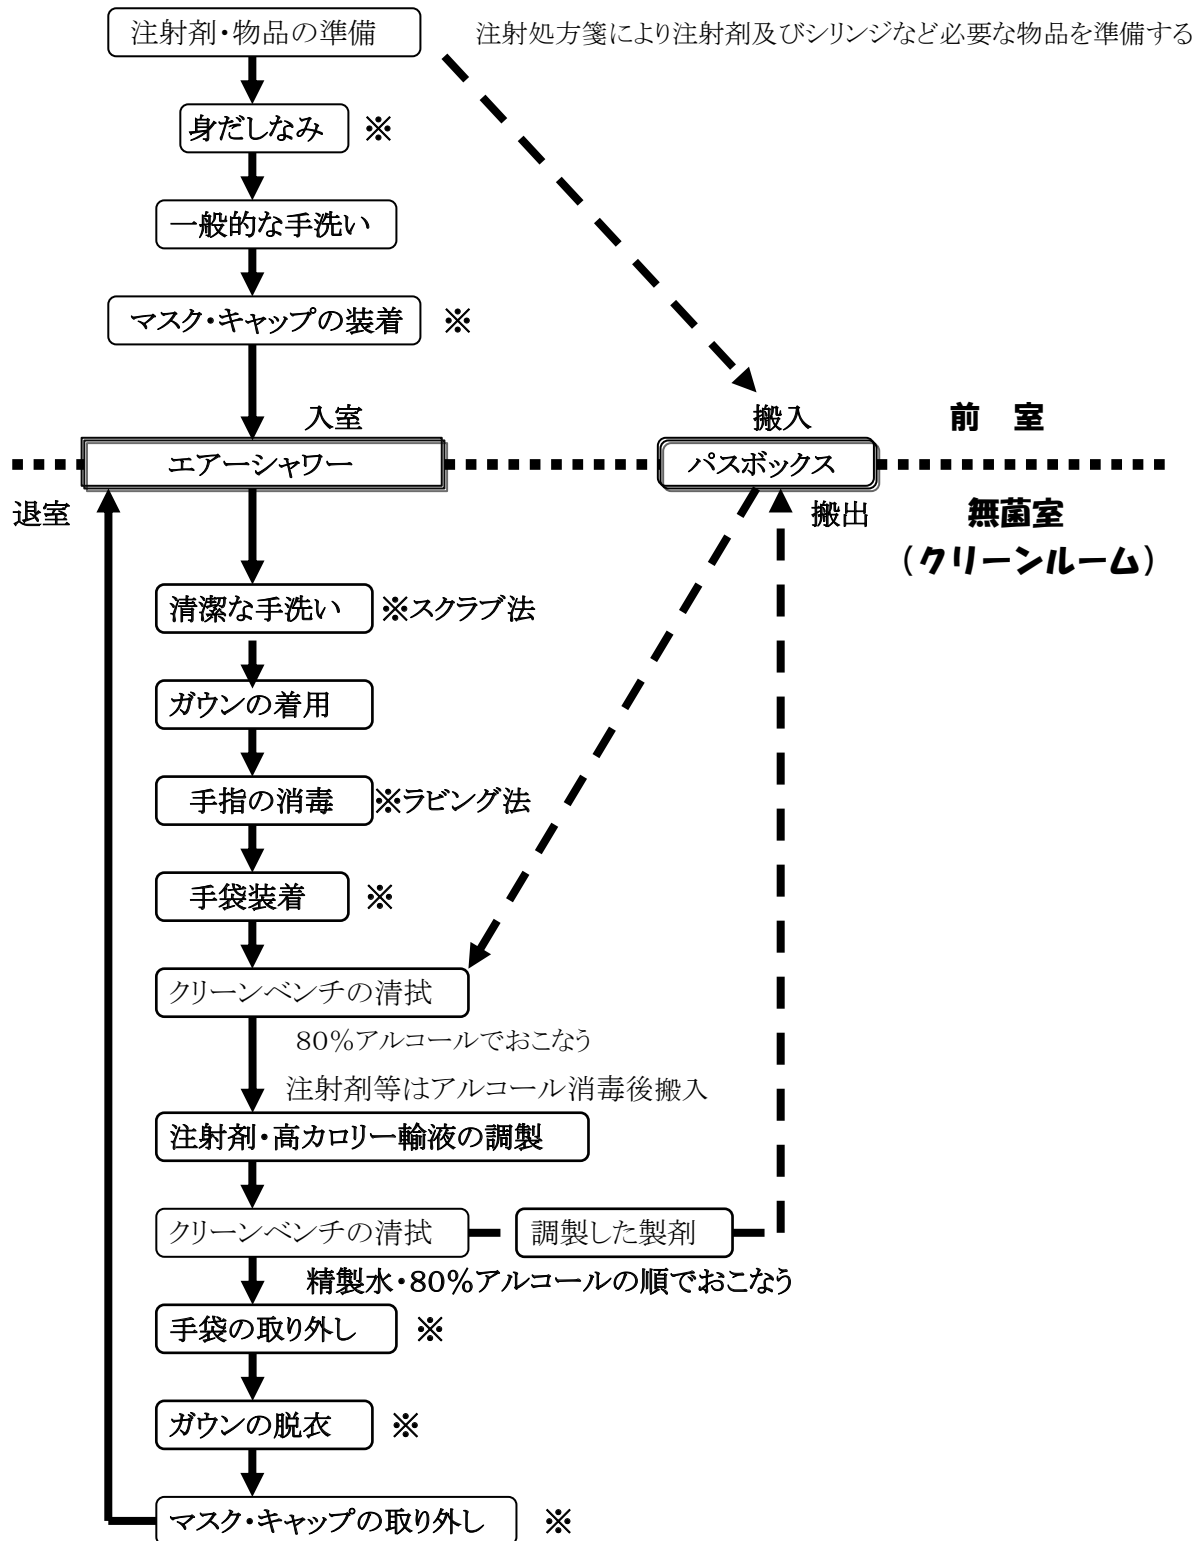 注射剤・物品の準備
注射処方箋により注射剤及びシリンジなど必要な物品を準備する
身だしなみ ※
一般的な手洗い
マスク・キャップの装着 ※
入室
搬入
前 室
エアーシャワー
パスボックス
退室
搬出
無菌室
（クリーンルーム）
清潔な手洗い ※スクラブ法
ガウンの着用
手指の消毒 ※ラビング法
手袋装着 ※
クリーンベンチの清拭
80%アルコールでおこなう
注射剤等はアルコール消毒後搬入
注射剤・高カロリー輸液の調製
クリーンベンチの清拭
調製した製剤
精製水・80%アルコールの順でおこなう
手袋の取り外し ※
ガウンの脱衣 ※
マスク・キャップの取り外し ※